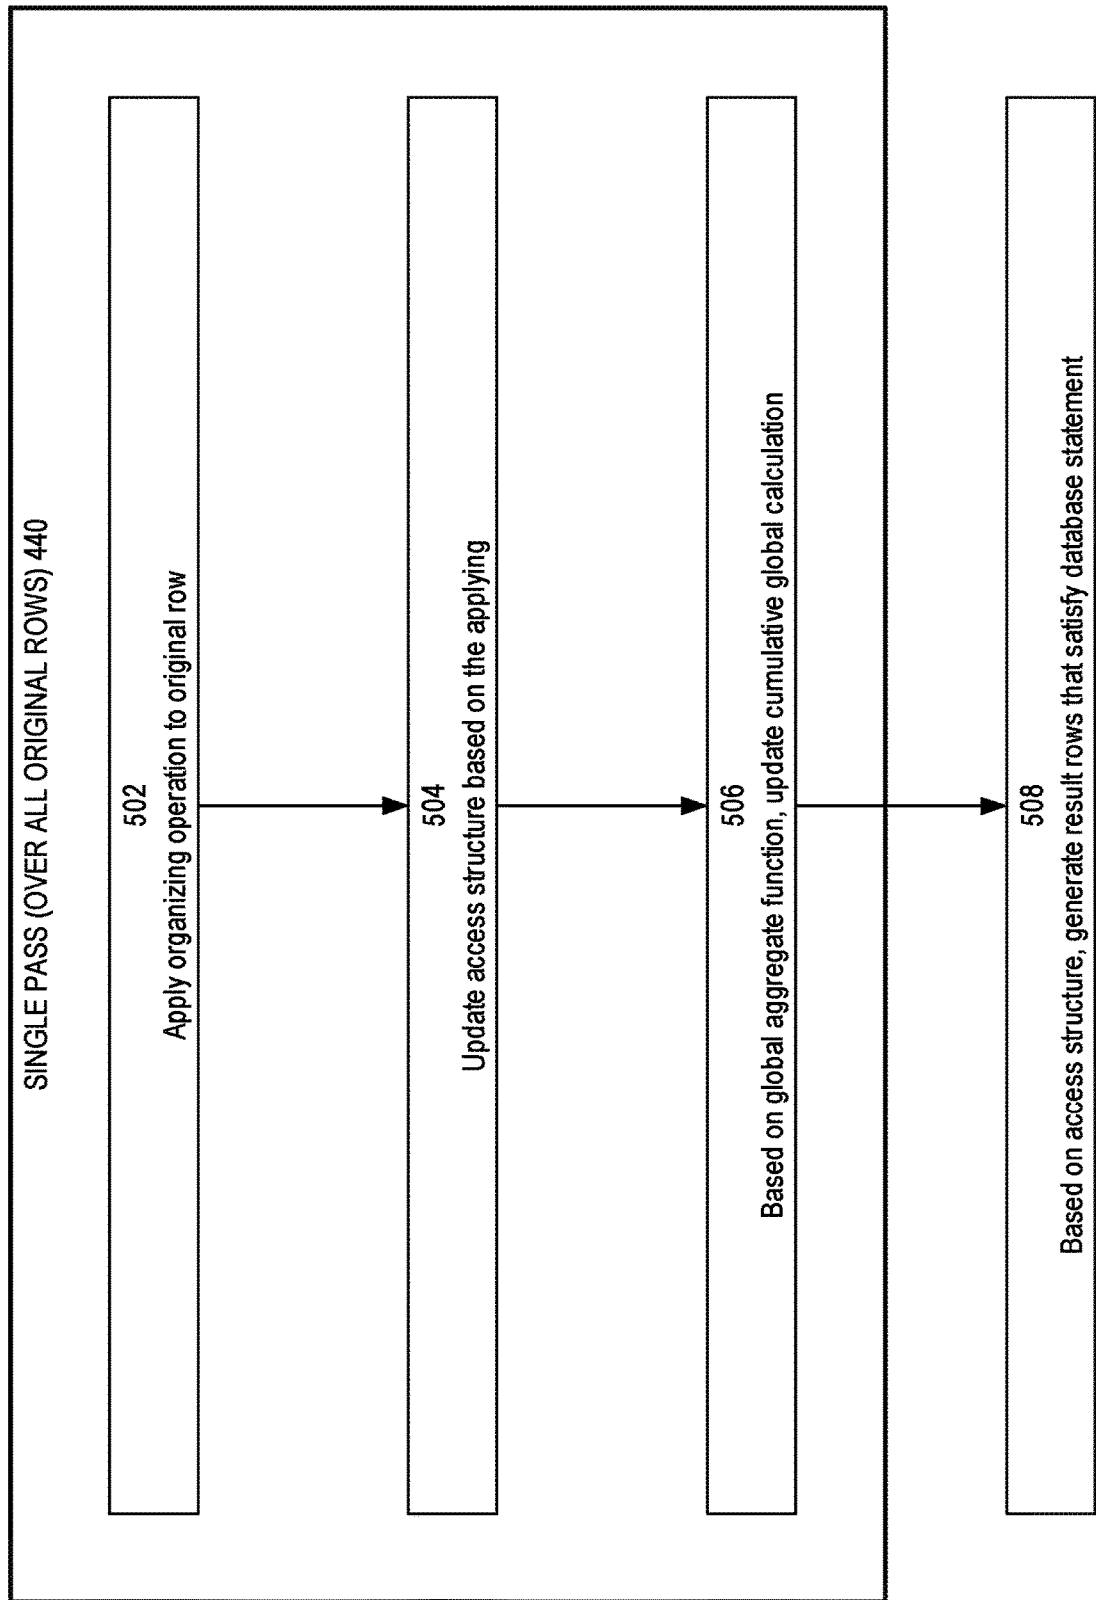 SINGLE PASS (OVER ALL ORIGINAL ROWS) 440
502
Apply organizing operation to original row
504
Update access structure based on the applying
506
Based on global aggregate function, update cumulative global calculation
508
Based on access structure, generate result rows that satisfy database statement